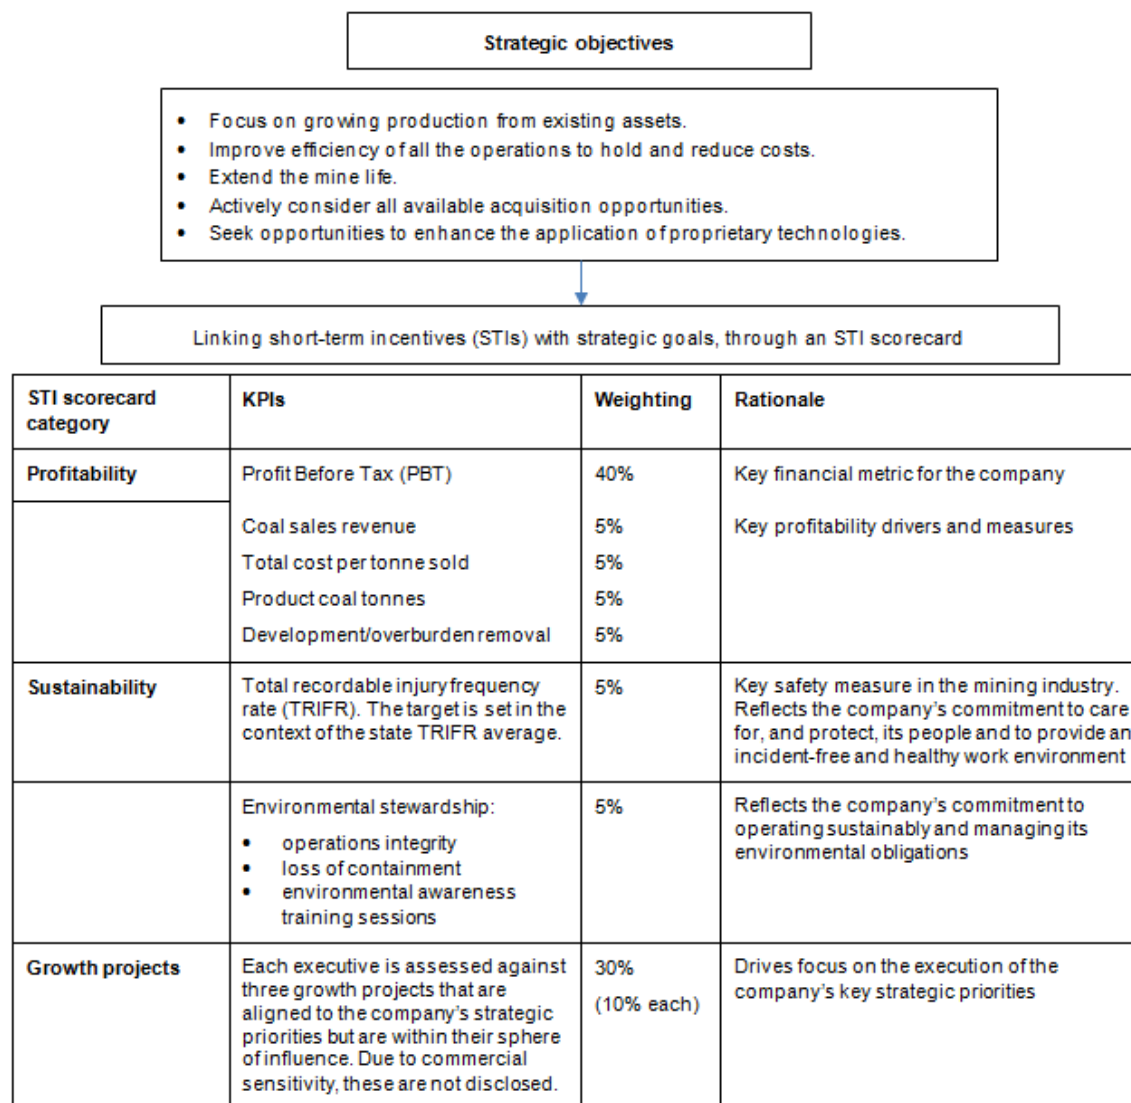 Strategic objectives
• Focus on growing production from existing assets.
• Improve efficiency of all the operations to hold and reduce costs.
• Extend the mine life.
• Actively consider all available acquisition opportunities.
• Seek opportunities to enhance the application of proprietary technologies.
Linking short-term incentives (STIs) with strategic goals, through an STI scorecard
STI scorecard
category
KPIs
Weighting
Rationale
Profitability
Profit Before Tax (PBT)
40%
Key financial metric for the company
Coal sales revenue
5%
Key profitability drivers and measures
Total cost per tonne sold
5%
Product coal tonnes
5%
Development/overburden removal
5%
Sustainability
Total recordable injury frequency
rate (TRIFR). The target is set in the
context of the state TRIFR average.
5%
Key safety measure in the mining industry.
Reflects the company's commitment to care
for, and protect, its people and to provide an
incident-free and healthy work environment
Environmental stewardship:
• operations integrity
• loss of containment
• environmental awareness
training sessions
5%
Reflects the company's commitment to
operating sustainably and managing its
environmental obligations
Growth projects
Each executive is assessed against
three growth projects that are
aligned to the company's strategic
priorities but are within their sphere
of influence. Due to commercial
sensitivity, these are not disclosed.
30%
(10% each)
Drives focus on the execution of the
company's key strategic priorities